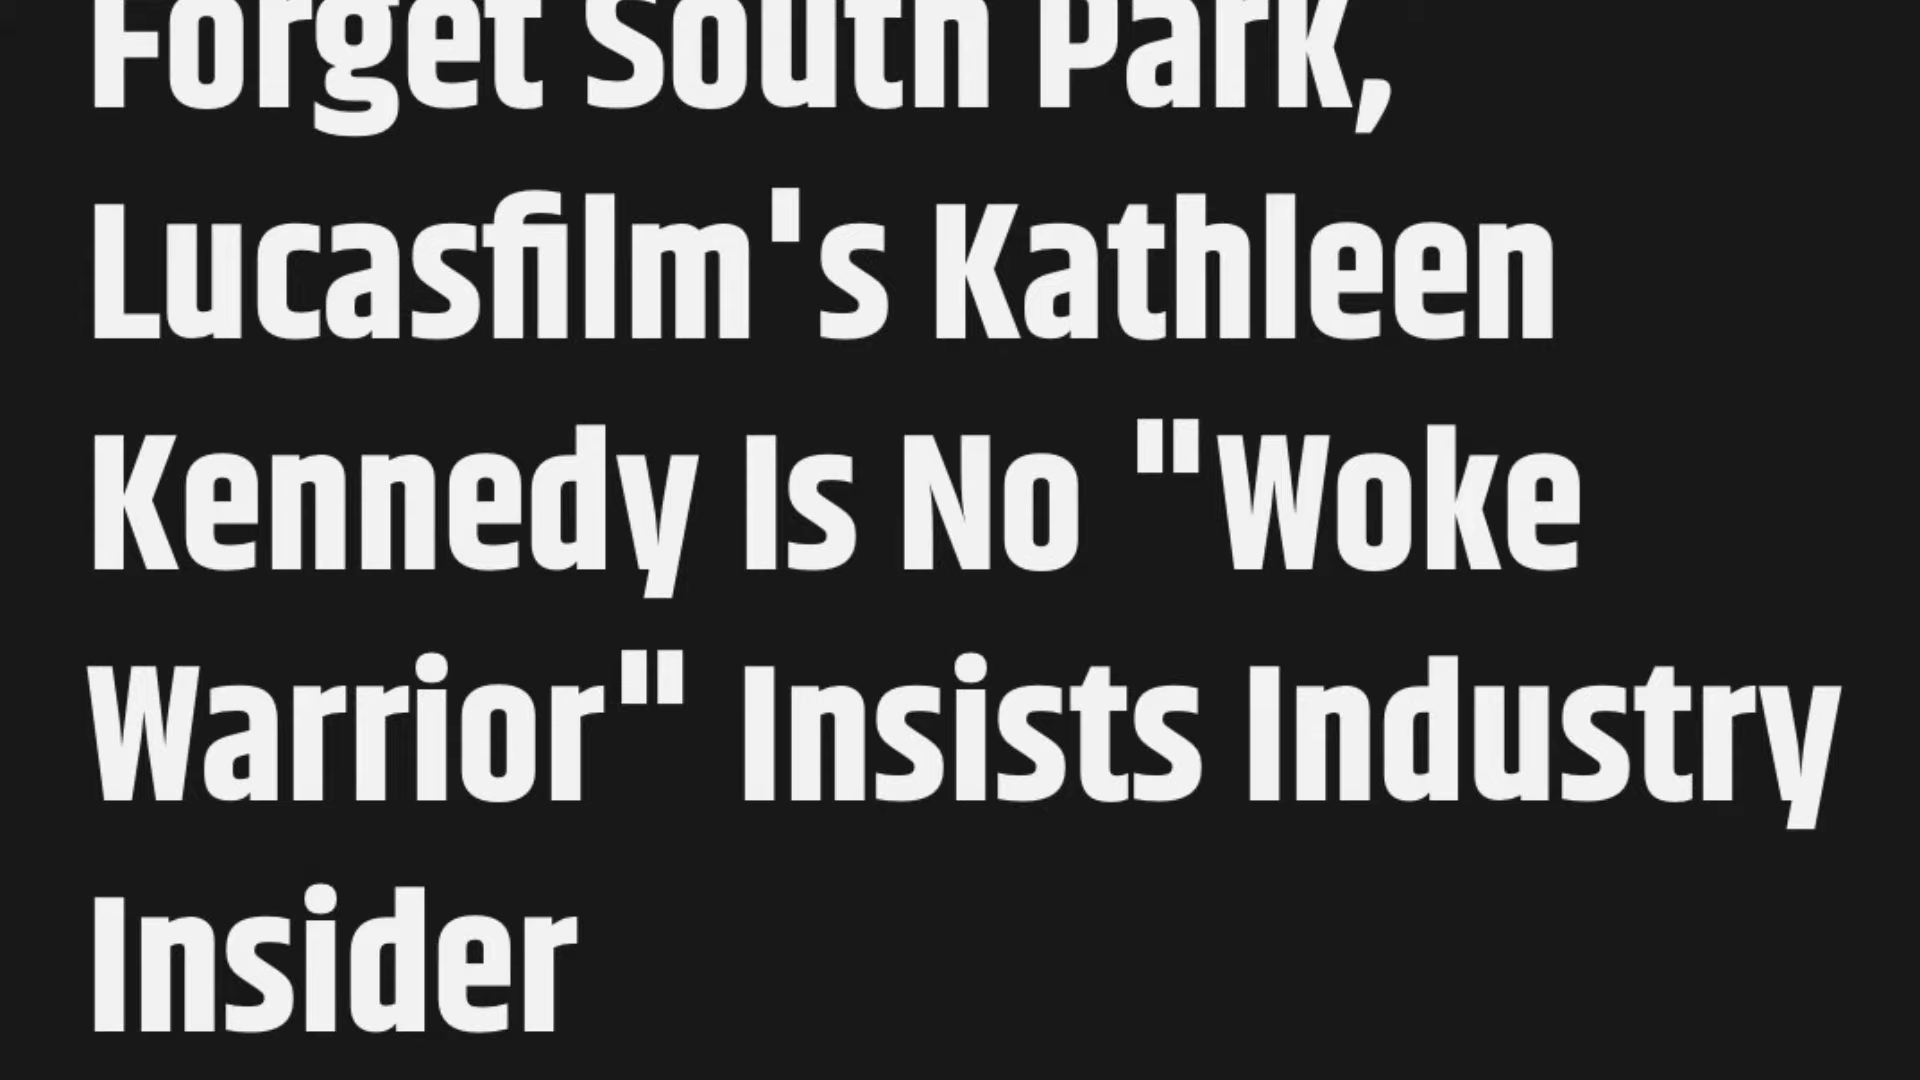 Forget South Park,
Lucasfilm's Kathleen
Kennedy Is No "Woke
Warrior" Insists Industry
Insider